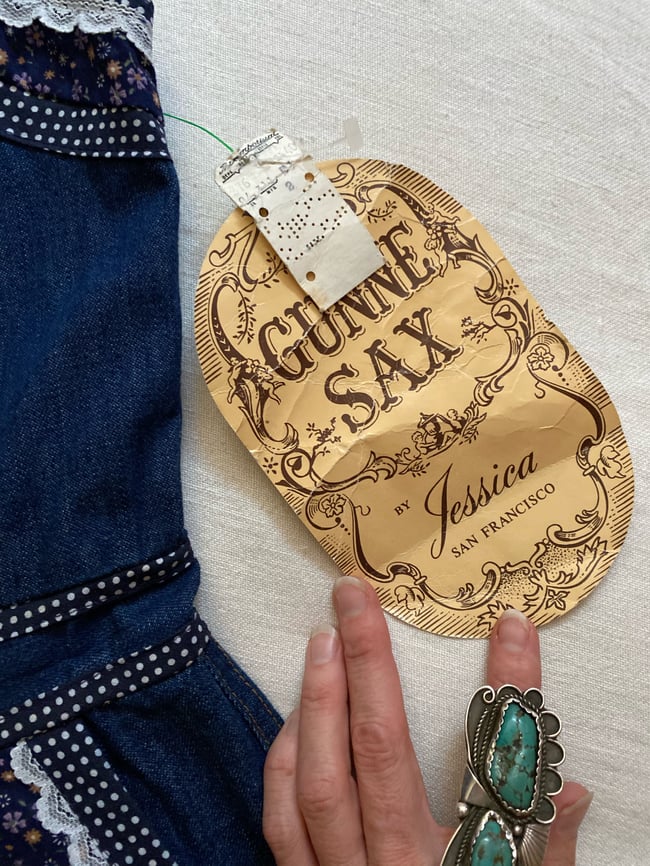 GUNNE
SAX
BY Jessica
SAN FRANCISCO